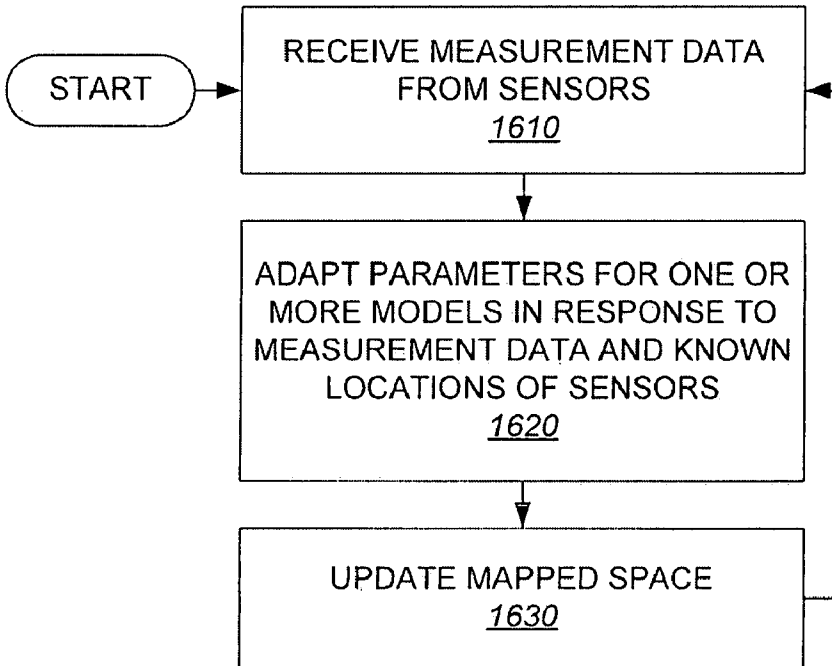 START
RECEIVE MEASUREMENT DATA
FROM SENSORS
1610
ADAPT PARAMETERS FOR ONE OR
MORE MODELS IN RESPONSE TO
MEASUREMENT DATA AND KNOWN
LOCATIONS OF SENSORS
1620
UPDATE MAPPED SPACE
1630